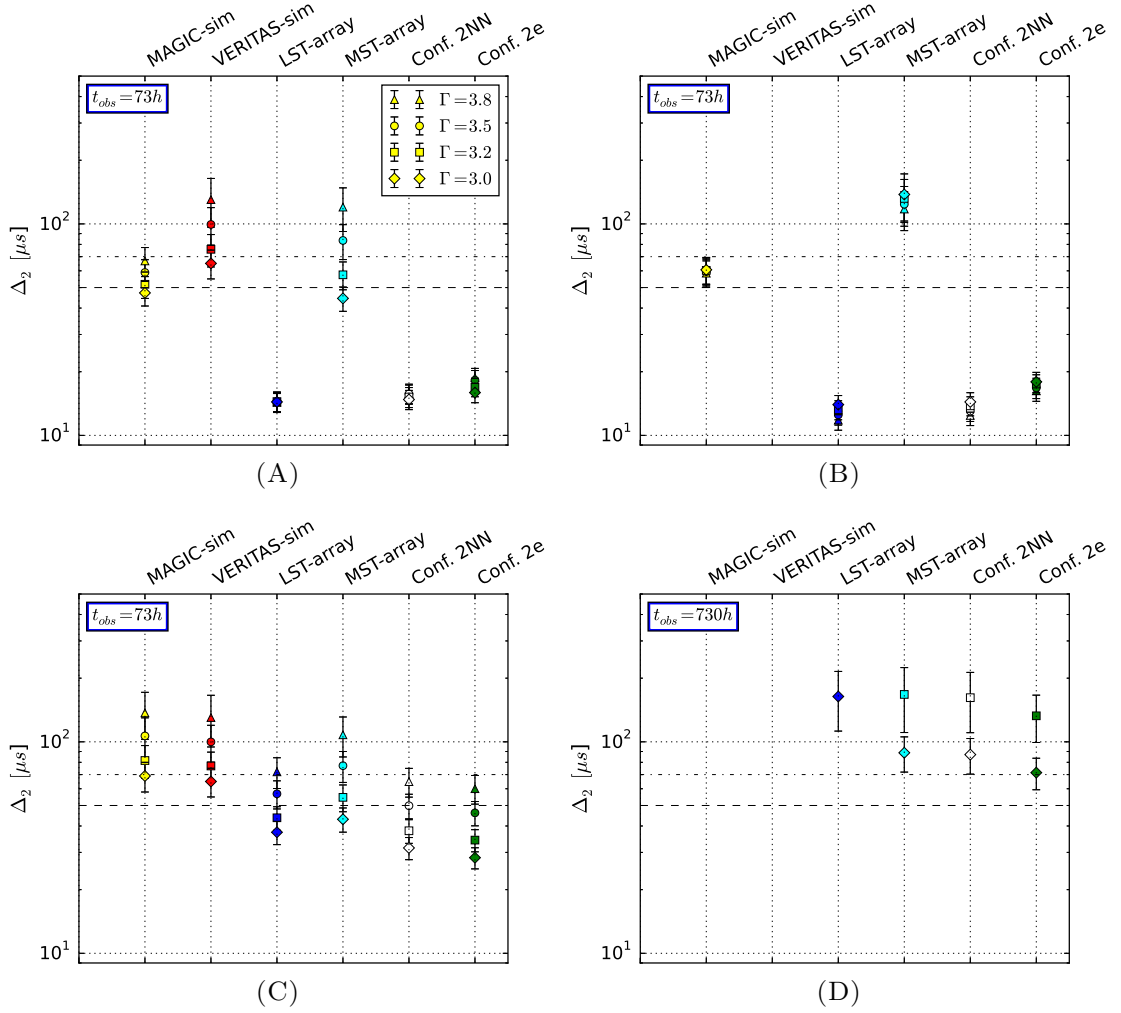 MAGIC-sim VERITAS-sim LST-array MST-array Conf. 2NN Conf. 2e
t_obs = 73h
Γ = 3.8
Γ = 3.5
Γ = 3.2
Γ = 3.0
10^2
10^1
Δ_2 [μs]
(A)
MAGIC-sim VERITAS-sim LST-array MST-array Conf. 2NN Conf. 2e
t_obs = 73h
10^2
10^1
Δ_2 [μs]
(B)
MAGIC-sim VERITAS-sim LST-array MST-array Conf. 2NN Conf. 2e
t_obs = 73h
10^2
10^1
Δ_2 [μs]
(C)
MAGIC-sim VERITAS-sim LST-array MST-array Conf. 2NN Conf. 2e
t_obs = 730h
10^2
10^1
Δ_2 [μs]
(D)